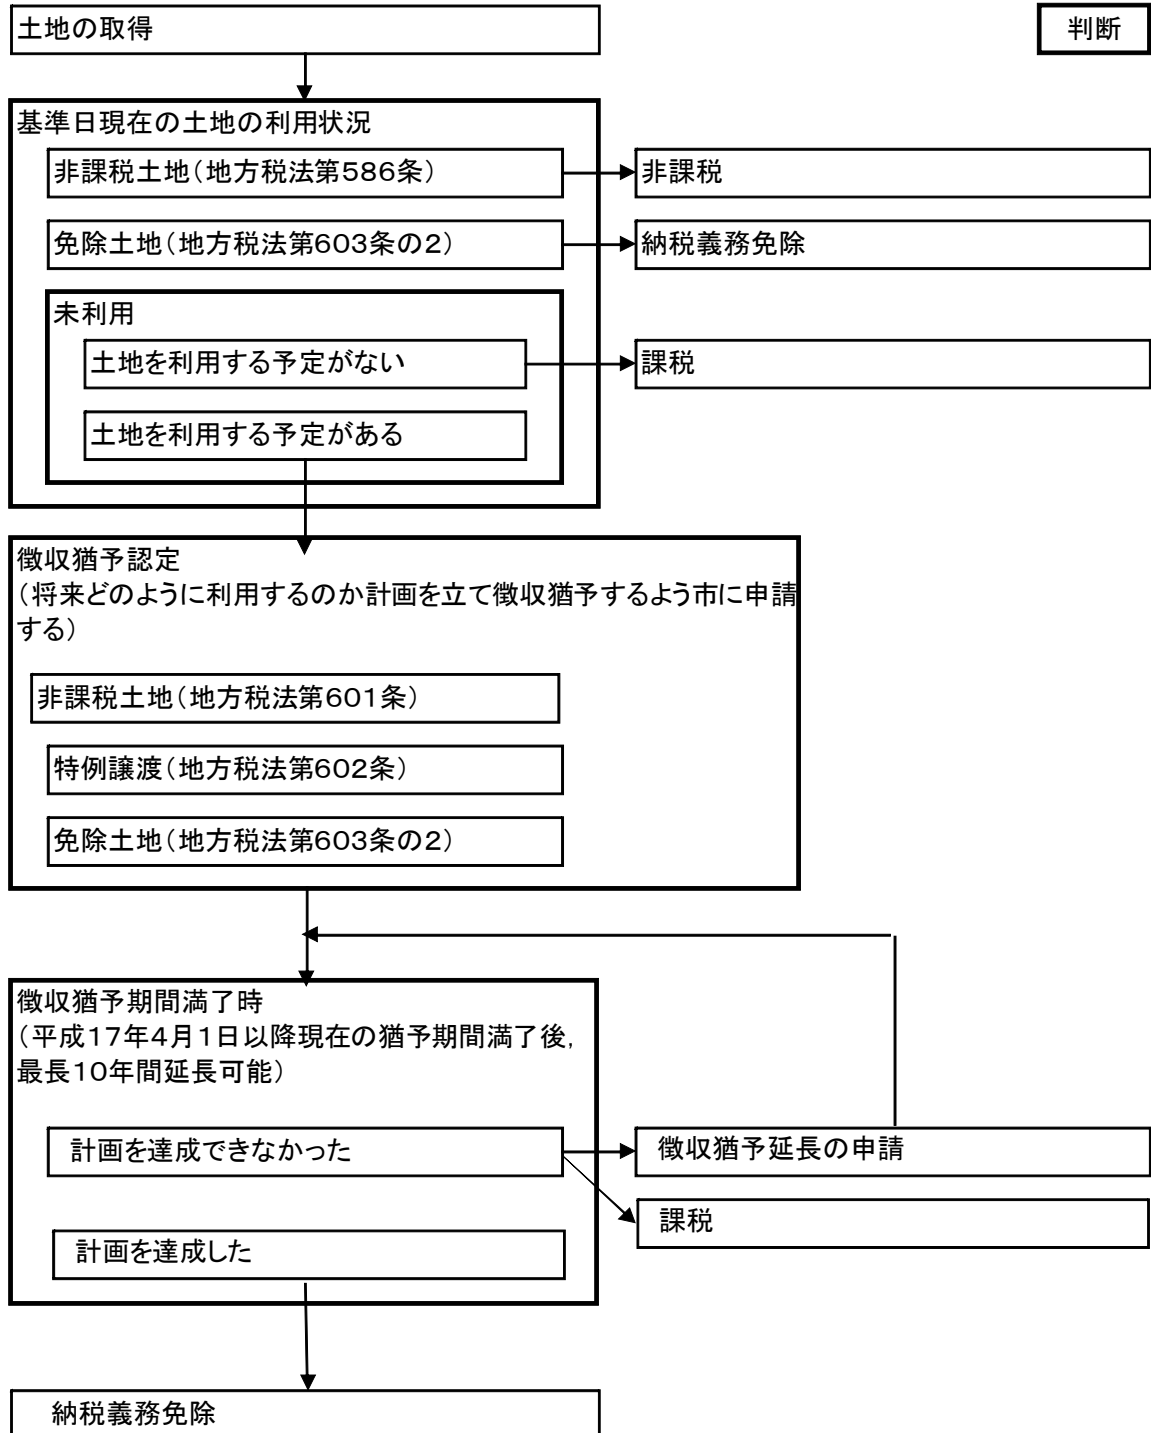 土地の取得
判断
基準日現在の土地の利用状況
非課税土地（地方税法第586条）
非課税
免除土地（地方税法第603条の2）
納税義務免除
未利用
土地を利用する予定がない
課税
土地を利用する予定がある
徴収猶予認定
（将来どのように利用するのか計画を立て徴収猶予するよう市に申請
する）
非課税土地（地方税法第601条）
特例譲渡（地方税法第602条）
免除土地（地方税法第603条の2）
徴収猶予期間満了時
（平成17年4月1日以降現在の猶予期間満了後，
最長10年間延長可能）
計画を達成できなかった
徴収猶予延長の申請
課税
計画を達成した
納税義務免除